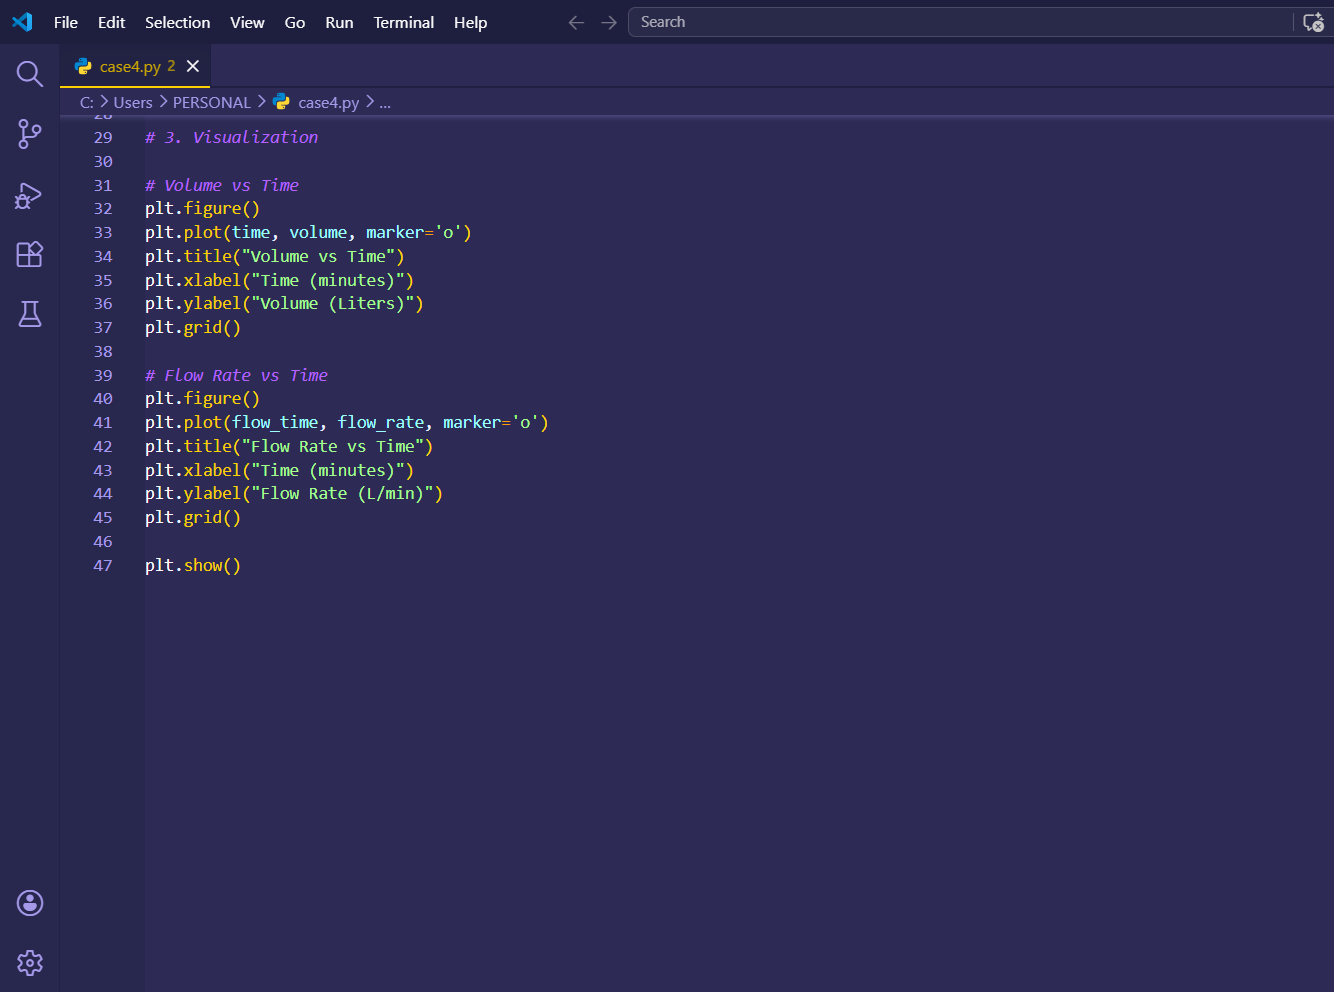 File Edit Selection View Go Run Terminal Help Search
case4.py 2
C: Users PERSONAL case4.py ...
28
29 # 3. Visualization
30
31 # Volume vs Time
32 plt.figure()
33 plt.plot(time, volume, marker='o')
34 plt.title("Volume vs Time")
35 plt.xlabel("Time (minutes)")
36 plt.ylabel("Volume (Liters)")
37 plt.grid()
38
39 # Flow Rate vs Time
40 plt.figure()
41 plt.plot(flow_time, flow_rate, marker='o')
42 plt.title("Flow Rate vs Time")
43 plt.xlabel("Time (minutes)")
44 plt.ylabel("Flow Rate (L/min)")
45 plt.grid()
46
47 plt.show()